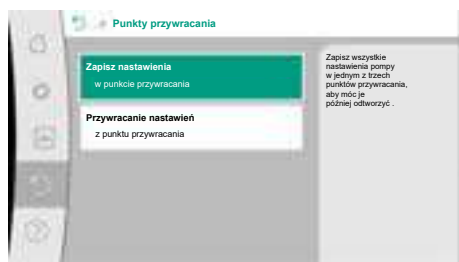 Punkty przywracania
Zapisz nastawienia
w punkcie przywracania
Przywracanie nastawień
z punktu przywracania
Zapisz wszystkie
nastawienia pompy
w jednym z trzech
punktów przywracania,
aby móc je
później odtworzyć .